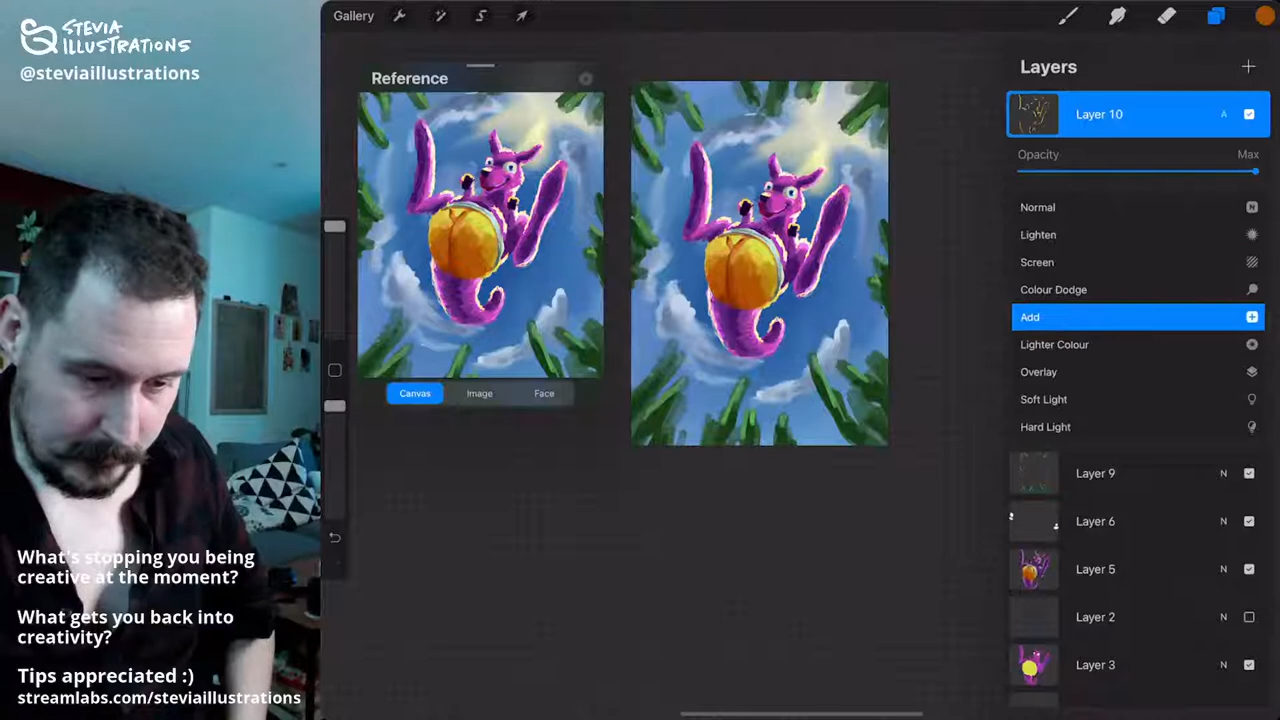 STEVIA
ILLUSTRATIONS
@steviaillustrations
What's stopping you being
creative at the moment?
What gets you back into
creativity?
Tips appreciated :)
streamlabs.com/steviaillustrations
Gallery
Reference
Canvas
Image
Face
Layers
Layer 10
A
Opacity
Max
Normal
N
Lighten
Screen
Colour Dodge
Add
Lighter Colour
Overlay
Soft Light
Hard Light
Layer 9
N
Layer 6
N
Layer 5
N
Layer 2
N
Layer 3
N